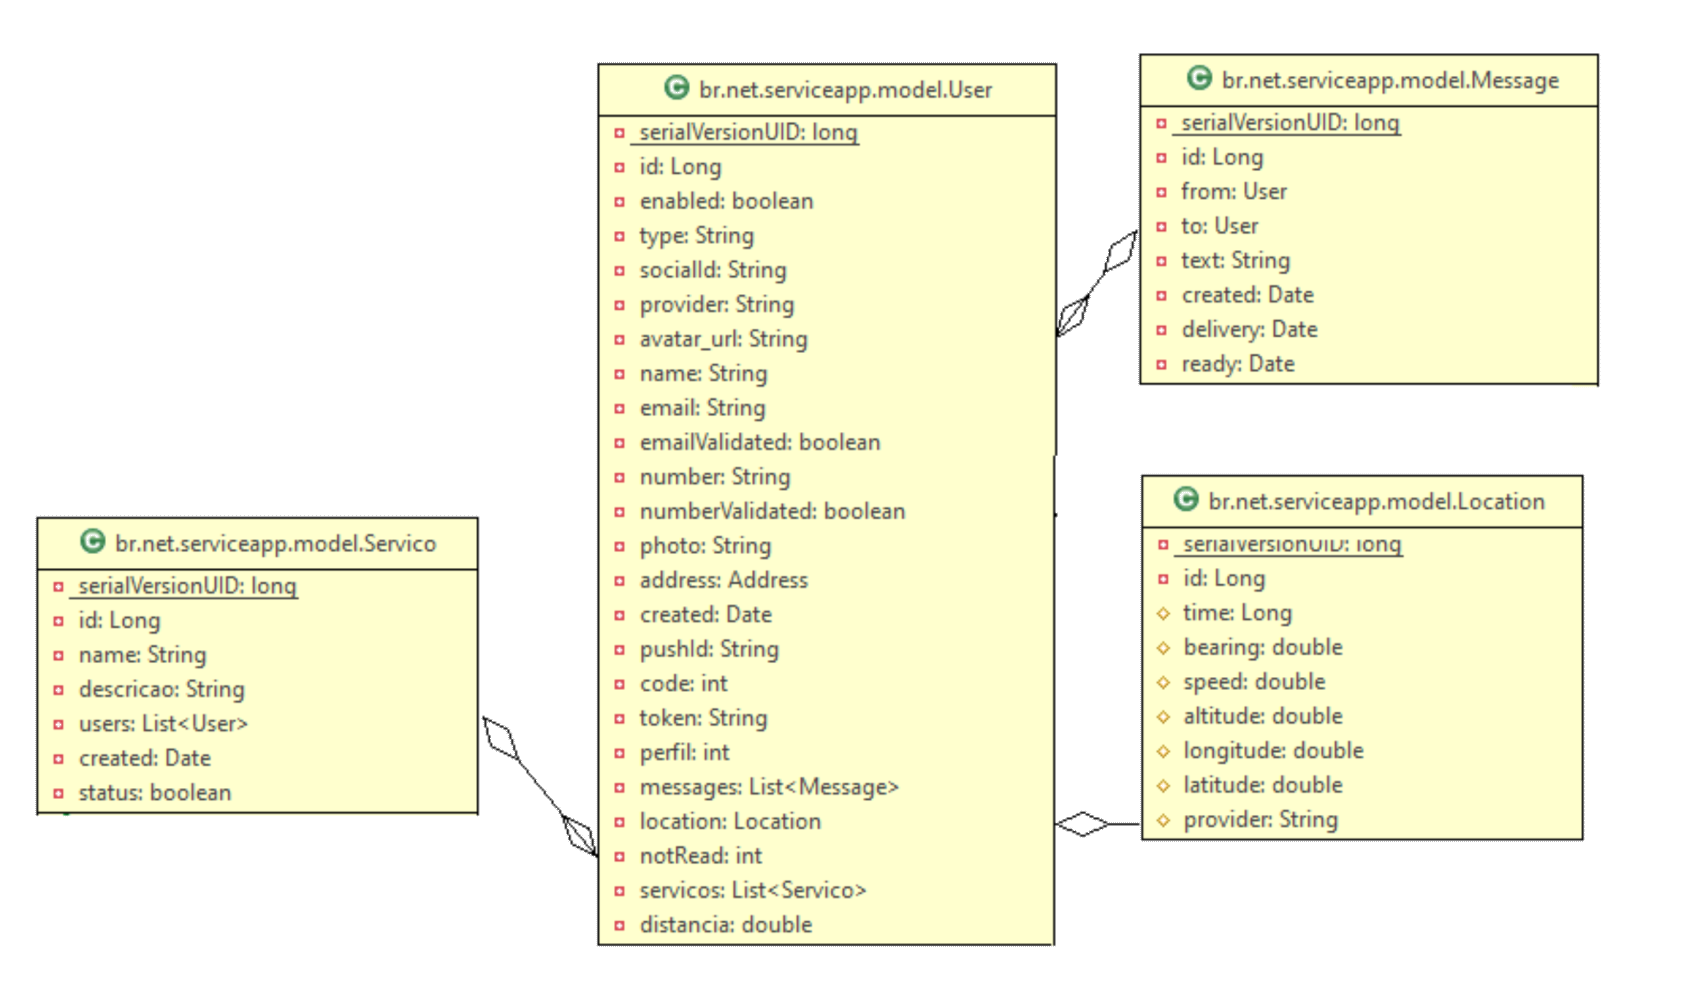 br.net.serviceapp.model.User
serialVersionUID: long
id: Long
enabled: boolean
type: String
socialId: String
provider: String
avatar_url: String
name: String
email: String
emailValidated: boolean
number: String
numberValidated: boolean
photo: String
address: Address
created: Date
pushId: String
code: int
token: String
perfil: int
messages: List<Message>
location: Location
notRead: int
servicos: List<Servico>
distancia: double
br.net.serviceapp.model.Message
serialVersionUID: long
id: Long
from: User
to: User
text: String
created: Date
delivery: Date
ready: Date
br.net.serviceapp.model.Servico
serialVersionUID: long
id: Long
name: String
descricao: String
users: List<User>
created: Date
status: boolean
br.net.serviceapp.model.Location
serialVersionUID: long
id: Long
time: Long
bearing: double
speed: double
altitude: double
longitude: double
latitude: double
provider: String